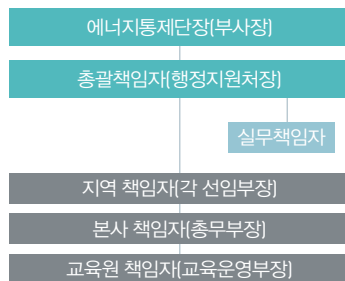 에너지통제단장(부사장)
총괄책임자(행정지원처장)
실무책임자
지역 책임자(각 선임부장)
본사 책임자(총무부장)
교육원 책임자(교육운영부장)